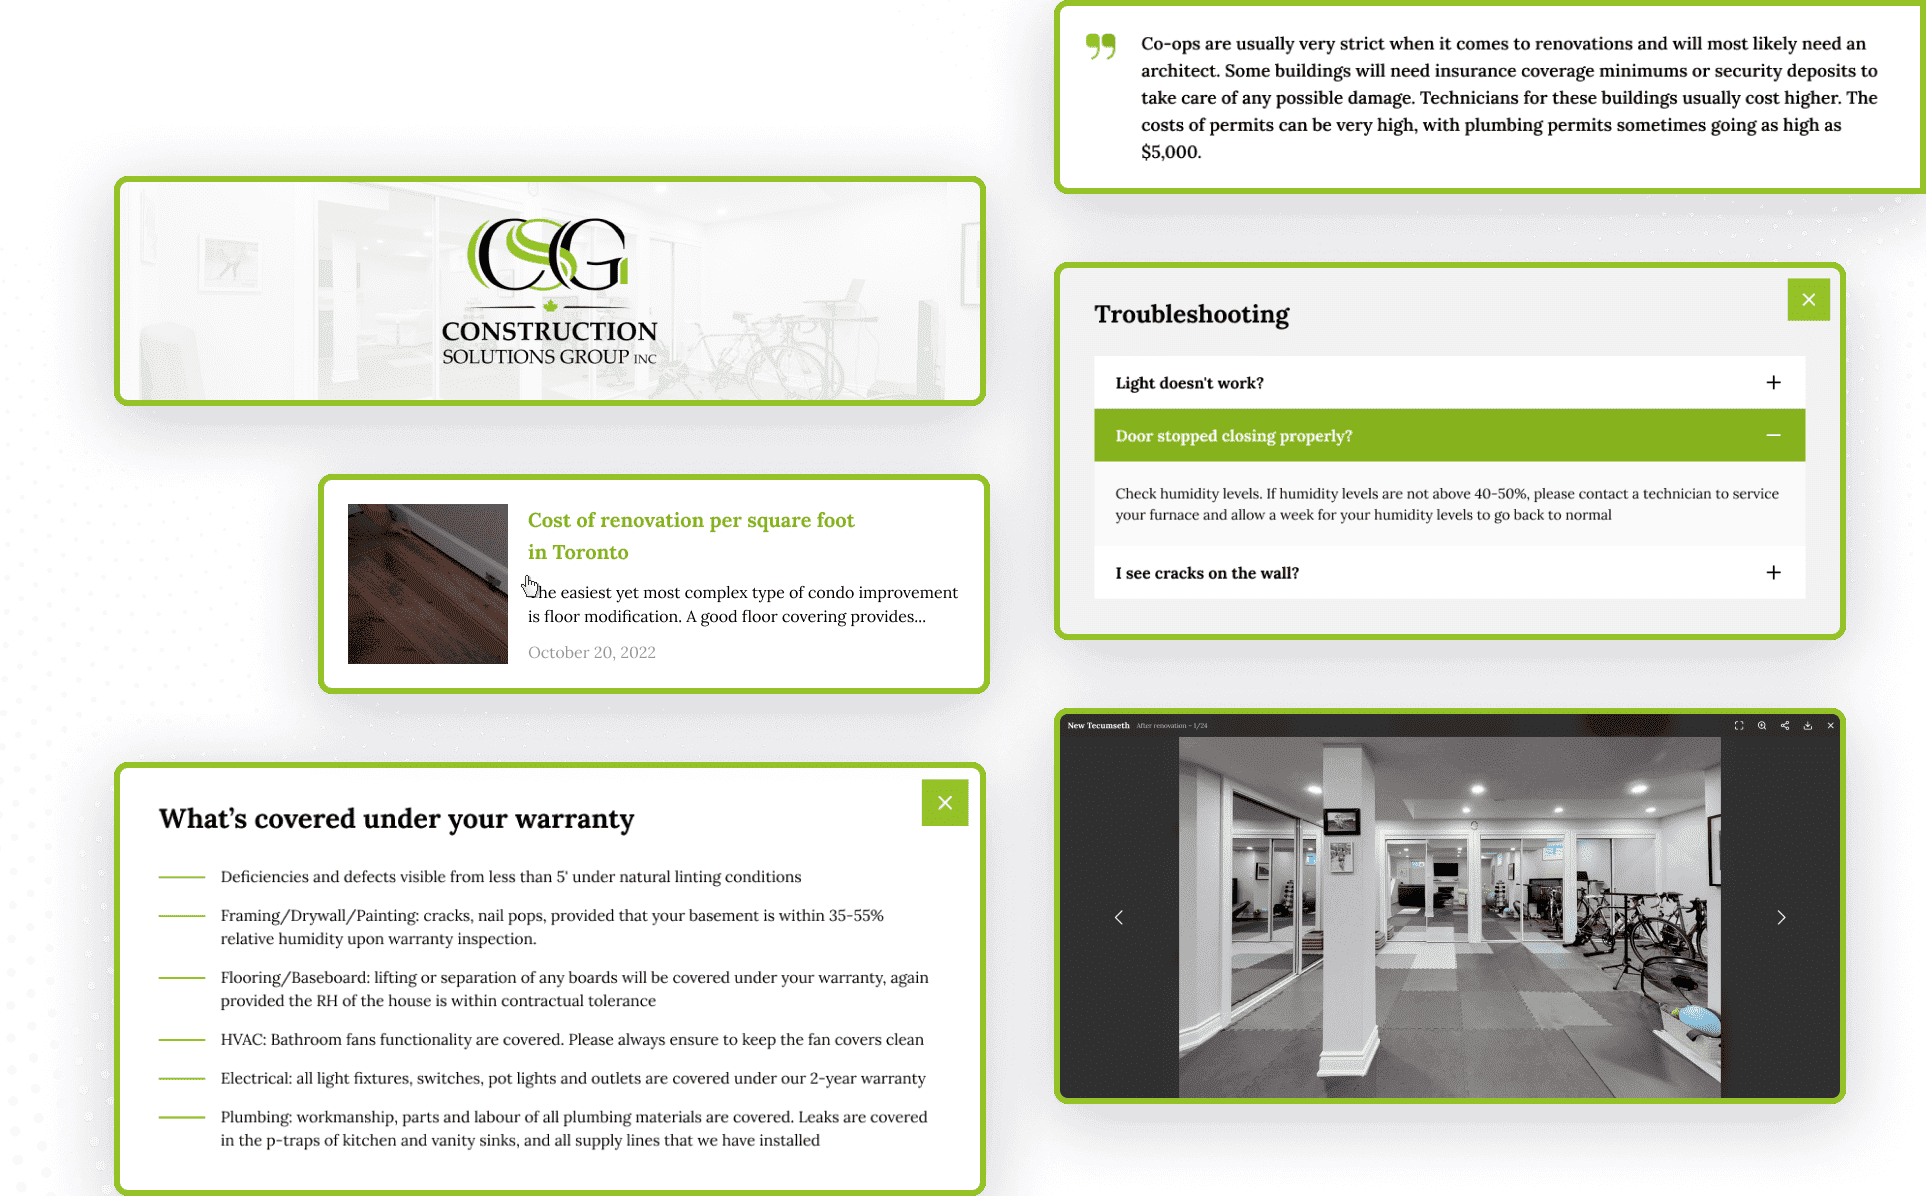 Co-ops are usually very strict when it comes to renovations and will most likely need an
architect. Some buildings will need insurance coverage minimums or security deposits to
take care of any possible damage. Technicians for these buildings usually cost higher. The
costs of permits can be very high, with plumbing permits sometimes going as high as
$5,000.
CSG
CONSTRUCTION
SOLUTIONS GROUP INC
Troubleshooting
Light doesn't work?
Door stopped closing properly?
Check humidity levels. If humidity levels are not above 40-50%, please contact a technician to service
your furnace and allow a week for your humidity levels to go back to normal
I see cracks on the wall?
Cost of renovation per square foot
in Toronto
The easiest yet most complex type of condo improvement
is floor modification. A good floor covering provides...
October 20, 2022
New Tecumseth After renovation - 1/24
What's covered under your warranty
Deficiencies and defects visible from less than 5' under natural linting conditions
Framing/Drywall/Painting: cracks, nail pops, provided that your basement is within 35-55%
relative humidity upon warranty inspection.
Flooring/Baseboard: lifting or separation of any boards will be covered under your warranty, again
provided the RH of the house is within contractual tolerance
HVAC: Bathroom fans functionality are covered. Please always ensure to keep the fan covers clean
Electrical: all light fixtures, switches, pot lights and outlets are covered under our 2-year warranty
Plumbing: workmanship, parts and labour of all plumbing materials are covered. Leaks are covered
in the p-traps of kitchen and vanity sinks, and all supply lines that we have installed